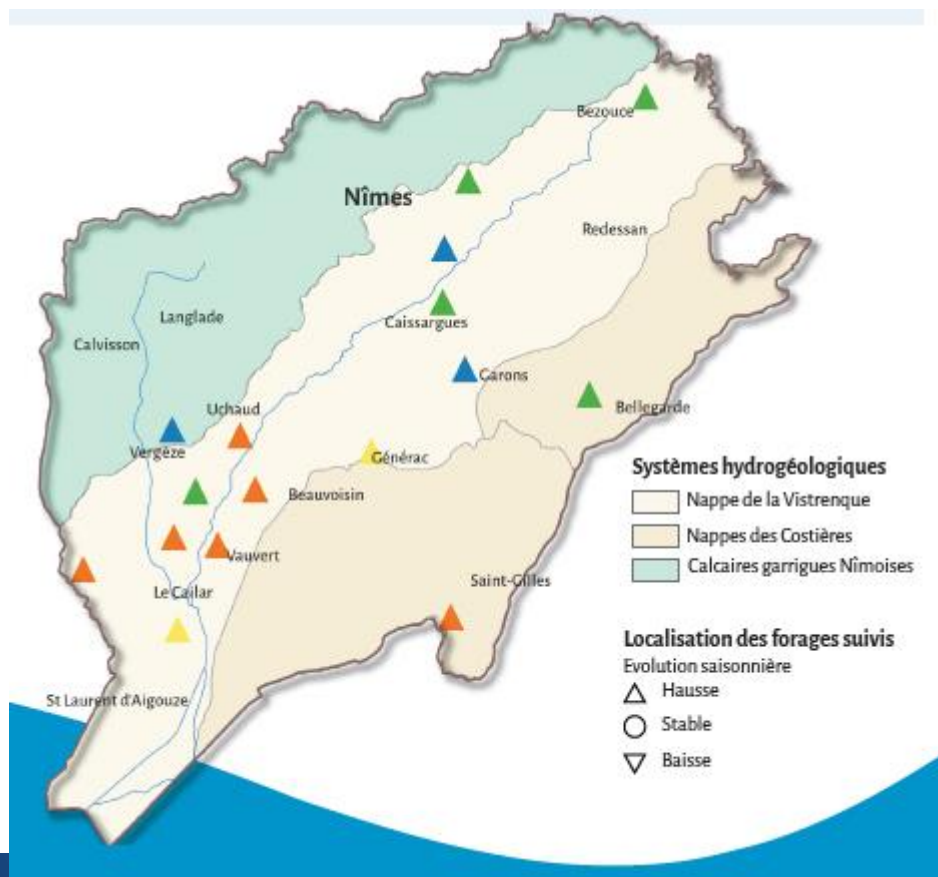 Bezouce
Nîmes
Redessan
Langlade
Caissargues
Calvisson
Garons
Uchaud
Bellegarde
Vergèze
Générac
Beauvoisin
Vauvert
Saint-Gilles
Le Cailar
St Laurent d'Aigouze
Systèmes hydrogéologiques
Nappe de la Vistrenque
Nappes des Costières
Calcaires garrigues Nîmoises
Localisation des forages suivis
Evolution saisonnière
Hausse
Stable
Baisse